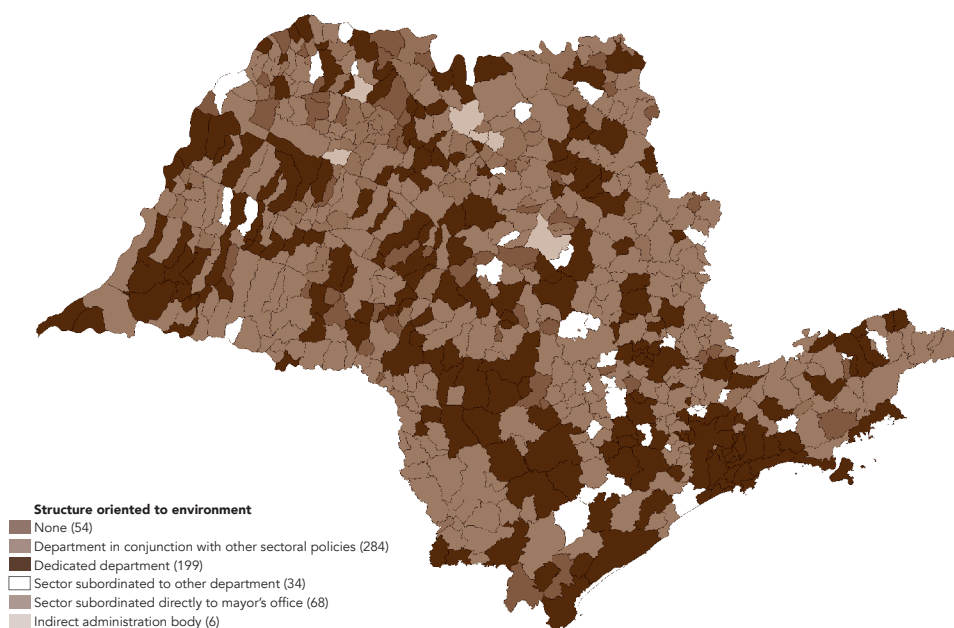 Structure oriented to environment
None (54)
Department in conjunction with other sectoral policies (284)
Dedicated department (199)
Sector subordinated to other department (34)
Sector subordinated directly to mayor's office (68)
Indirect administration body (6)